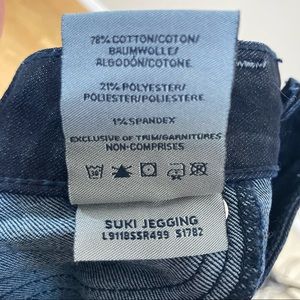 78% COTTON/COTON/
BAUMWOLLE/
ALGODÓN/COTONE
21% POLYESTER/
POLIESTER/POLIESTERE
1% SPANDEX
EXCLUSIVE OF TRIM/GARNITURES
NON-COMPRISES
30
SUKI JEGGING
L9118SSR499 S1782